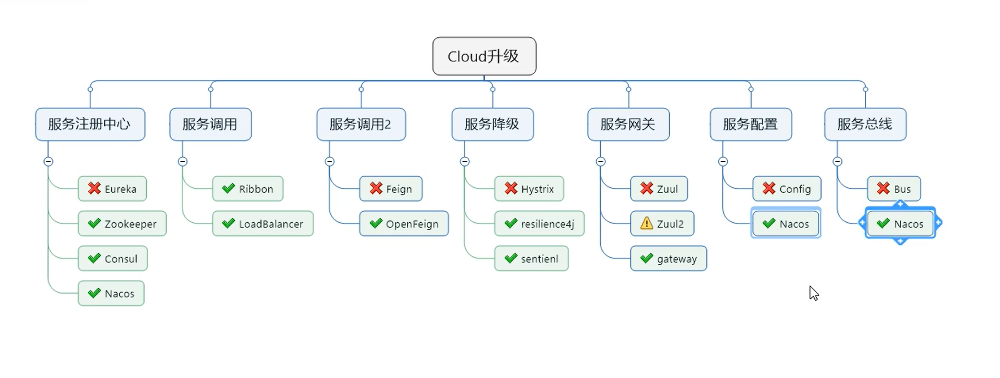 Cloud升级
服务注册中心
服务调用
服务调用2
服务降级
服务网关
服务配置
服务总线
Eureka
Zookeeper
Consul
Nacos
Ribbon
LoadBalancer
Feign
OpenFeign
Hystrix
resilience4j
sentienl
Zuul
Zuul2
gateway
Config
Nacos
Bus
Nacos